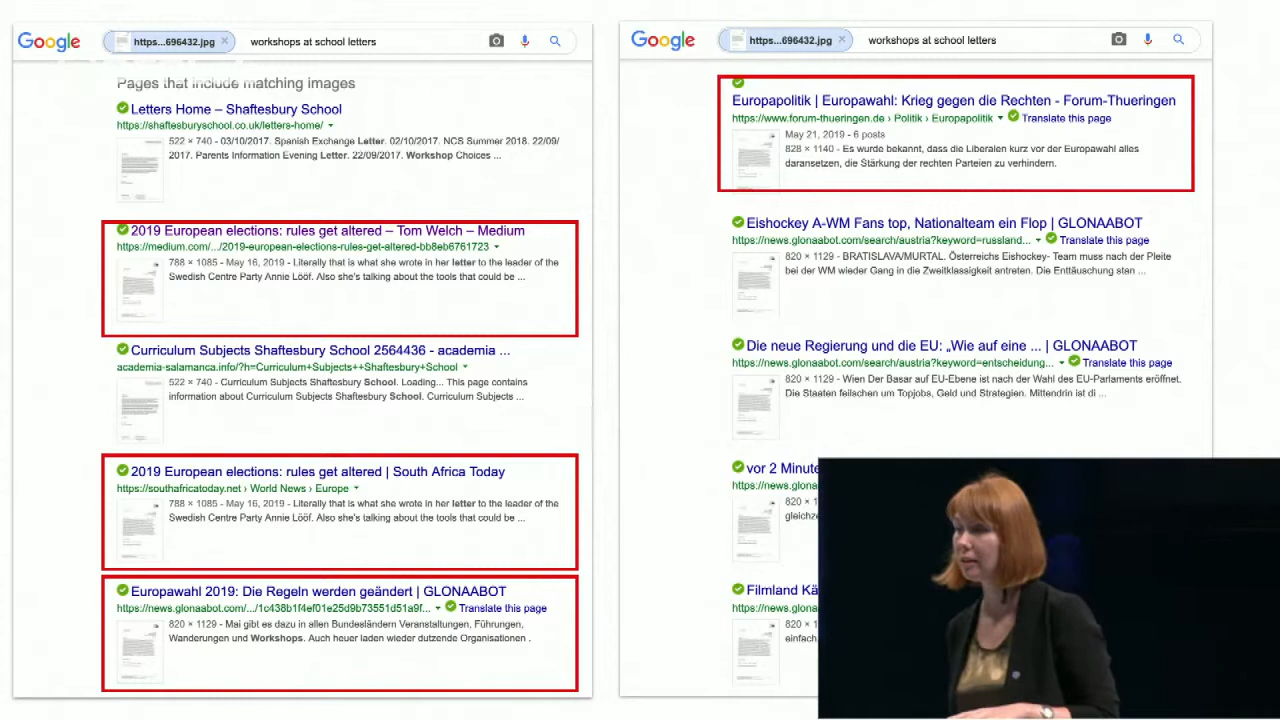 Google
https...696432.jpg ×
workshops at school letters
Pages that include matching images
Letters Home – Shaftesbury School
https://shaftesburyschool.co.uk/letters-home/
522 × 740 - 03/10/2017. Spanish Exchange Letter. 02/10/2017. NCS Summer 2018. 22/09/
2017. Parents Information Evening Letter. 22/09/2017. Workshop Choices ...
2019 European elections: rules get altered – Tom Welch – Medium
https://medium.com/.../2019-european-elections-rules-get-altered-bb8eb6761723
788 × 1085 - May 16, 2019 - Literally that is what she wrote in her letter to the leader of the
Swedish Centre Party Annie Lööf. Also she's talking about the tools that could be ...
Curriculum Subjects Shaftesbury School 2564436 - academia ...
academia-salamanca.info/?h=Curriculum+Subjects++Shaftesbury+School
522 × 740 - Curriculum Subjects Shaftesbury School. Loading... This page contains
information about Curriculum Subjects Shaftesbury School. Curriculum Subjects ...
2019 European elections: rules get altered | South Africa Today
https://southafricatoday.net › World News › Europe
788 × 1085 - May 16, 2019 - Literally that is what she wrote in her letter to the leader of the
Swedish Centre Party Annie Lööf. Also she's talking about the tools that could be ...
Europawahl 2019: Die Regeln werden geändert | GLONAABOT
https://news.glonaabot.com/.../1c438b1f4ef01e25d9b73551d51a9f... Translate this page
820 × 1129 - Mai gibt es dazu in allen Bundesländern Veranstaltungen, Führungen,
Wanderungen und Workshops. Auch heuer laden wieder dutzende Organisationen .
Google
https...696432.jpg ×
workshops at school letters
Europapolitik | Europawahl: Krieg gegen die Rechten - Forum-Thueringen
https://www.forum-thueringen.de › Politik › Europapolitik Translate this page
May 21, 2019 - 6 posts
828 × 1140 - Es wurde bekannt, dass die Liberalen kurz vor der Europawahl alles
daransetzen, die Stärkung der rechten Parteien zu verhindern.
Eishockey A-WM Fans top, Nationalteam ein Flop | GLONAABOT
https://news.glonaabot.com/search/austria?keyword=russland... Translate this page
820 × 1129 - BRATISLAVA/MURTAL. Österreichs Eishockey- Team muss nach der Pleite
bei der WM wieder Gang in die Zweitklassigkeit antreten. Die Enttäuschung stan ...
Die neue Regierung und die EU: „Wie auf eine ... | GLONAABOT
https://news.glonaabot.com/search/austria?keyword=entscheidung... Translate this page
820 × 1129 - Wien Der Basar auf EU-Ebene ist nach der Wahl des EU-Parlaments eröffnet.
Die Staaten feilschen um Topjobs, Geld und Strategien. Mittendrin ist di ...
vor 2 Minute
https://news.glona
820 × 1
gleichze
Filmland Kä
https://news.glona
820 × 1
einfach.